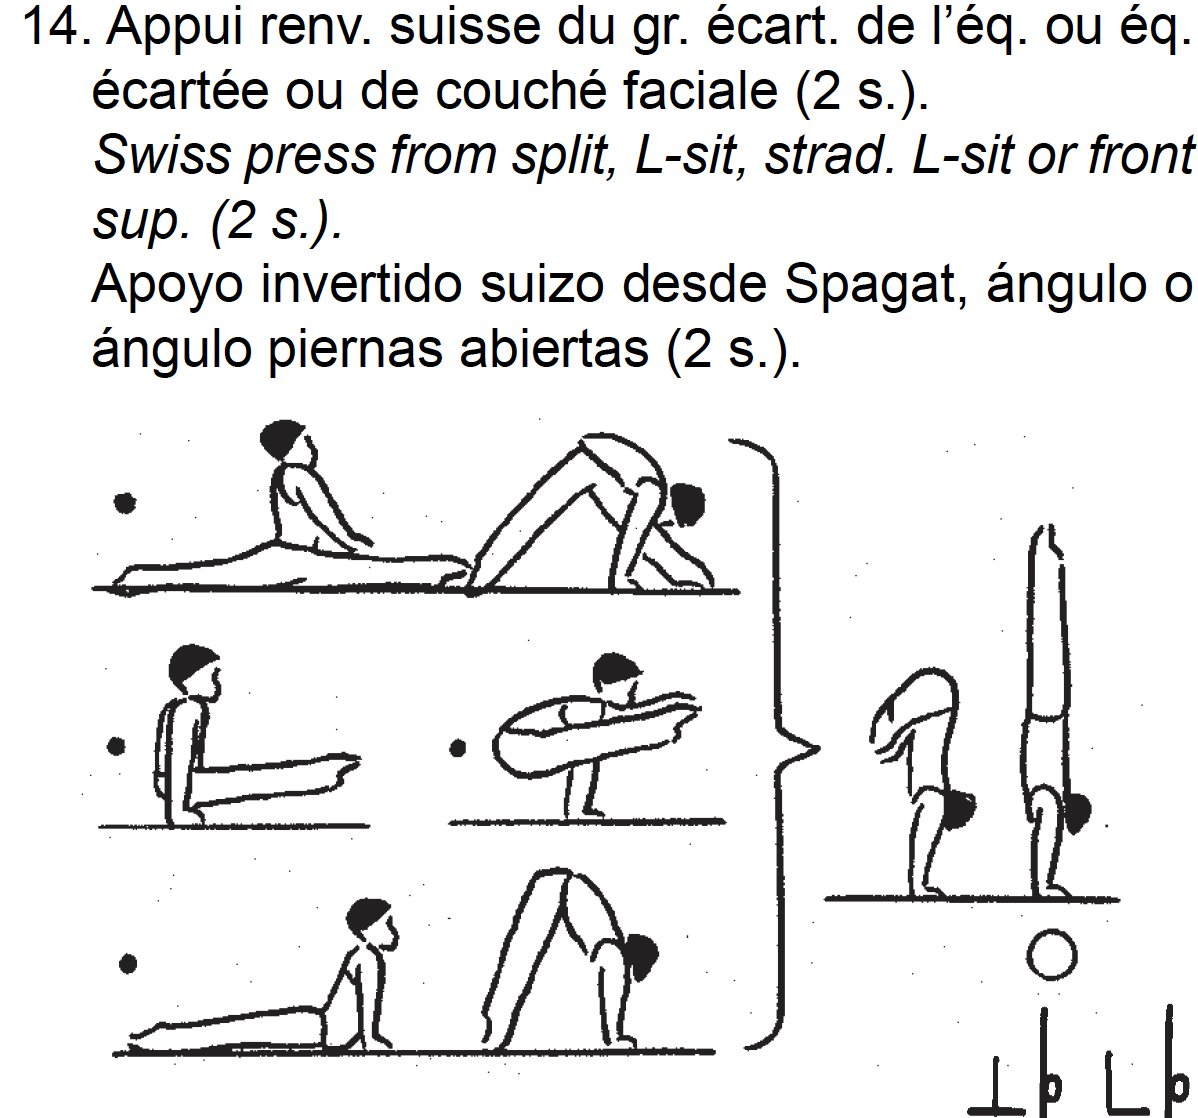 14. Appui renv. suisse du gr. écart. de l’éq. ou éq.
écartée ou de couché faciale (2 s.).
Swiss press from split, L-sit, strad. L-sit or front
sup. (2 s.).
Apoyo invertido suizo desde Spagat, ángulo o
ángulo piernas abiertas (2 s.).